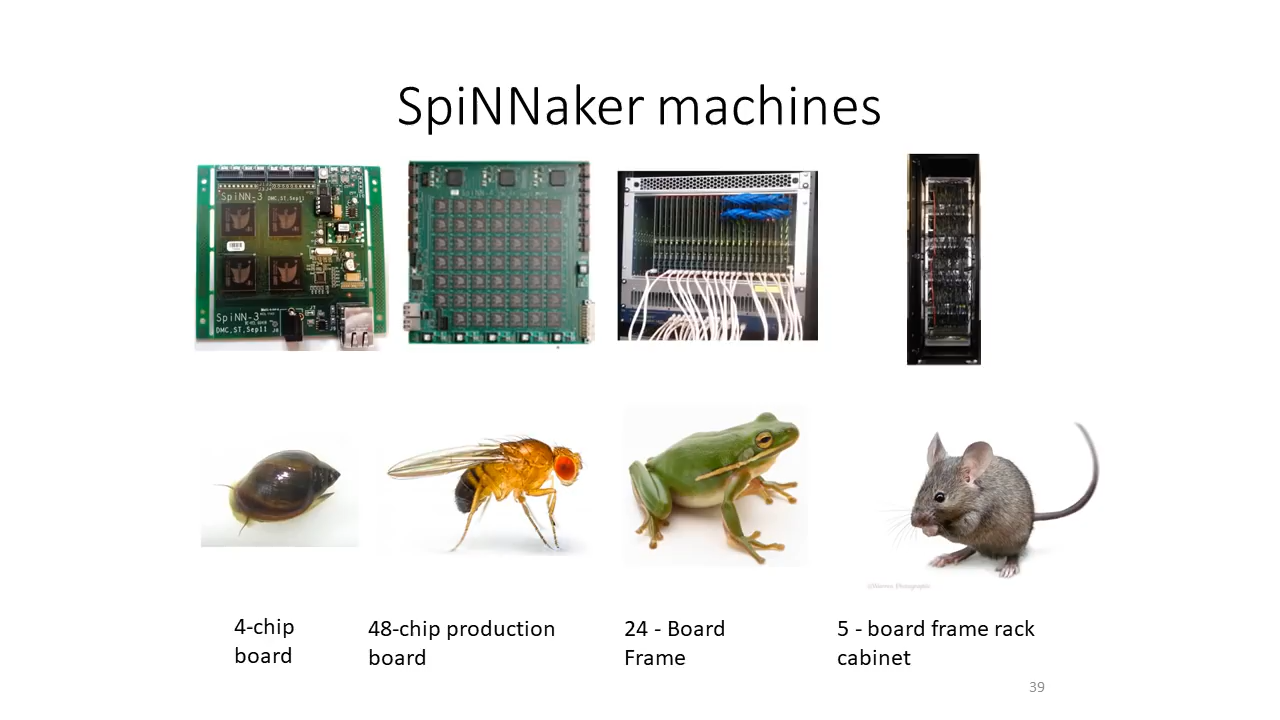 SpiNNaker machines
SpiNN-3
DMC,ST,Sep11
SpiNN-3
DMC,ST,Sep11
4-chip
board
48-chip production
board
24 - Board
Frame
5 - board frame rack
cabinet
39